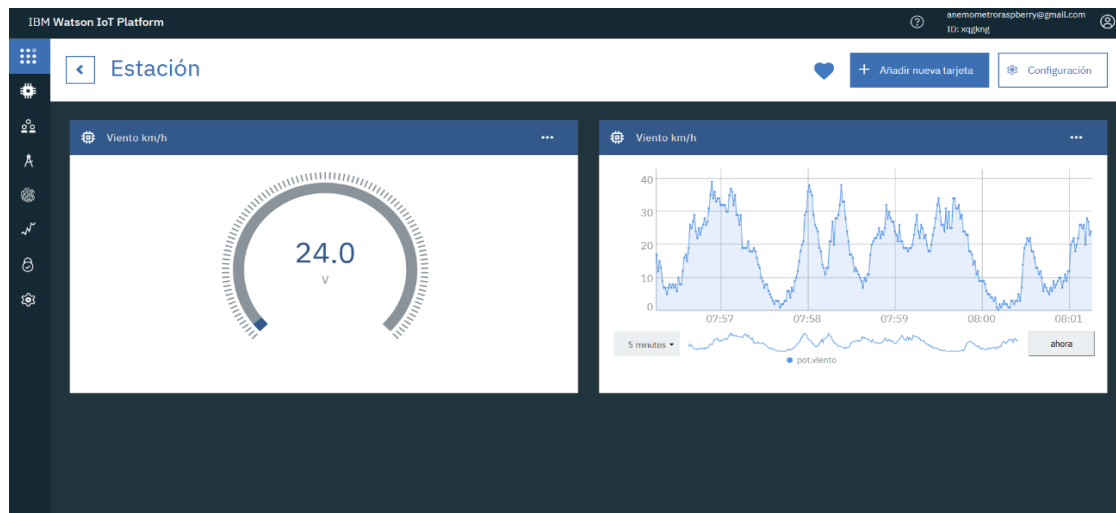 IBM Watson IoT Platform
anemometroraspberry@gmail.com
ID: xqgkng
Estación
+ Añadir nueva tarjeta
Configuración
Viento km/h
24.0
V
Viento km/h
40
30
20
10
0
07:57 07:58 07:59 08:00 08:01
5 minutos
ahora
pot.viento